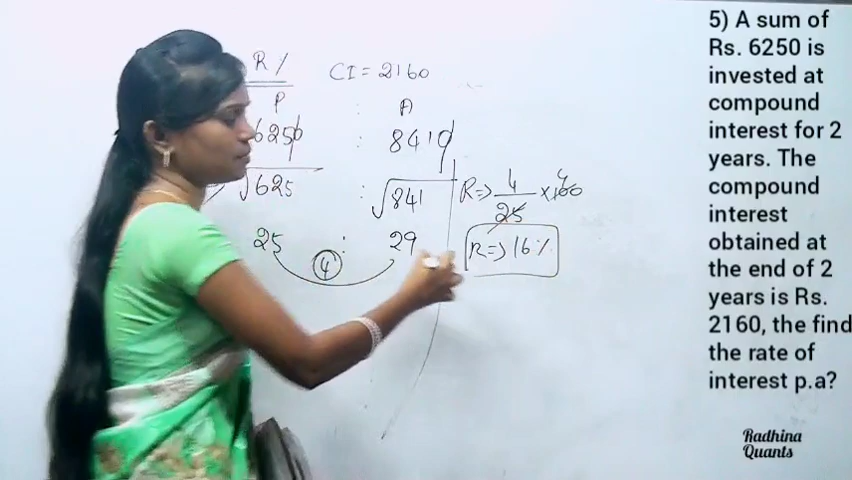 R %
CI = 2160
P : A
6250 : 8410
√625 : √841
25 : 29
4
R => 4/25 × 100 4
R => 16 %
5) A sum of
Rs. 6250 is
invested at
compound
interest for 2
years. The
compound
interest
obtained at
the end of 2
years is Rs.
2160, the find
the rate of
interest p.a?
Radhina
Quants